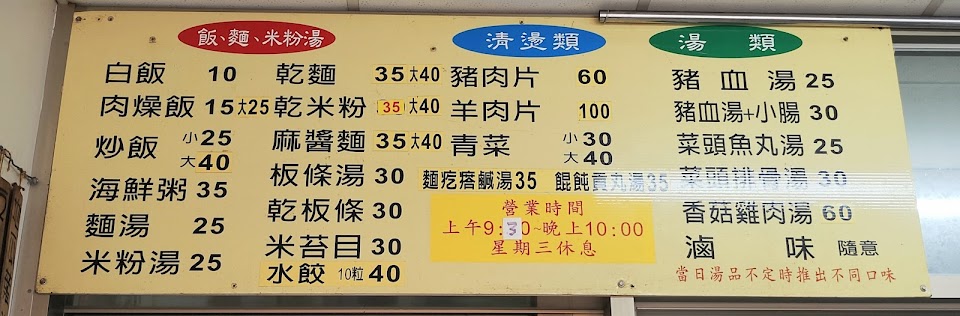 飯、麵、米粉湯
白飯 10
肉燥飯 15 大25
炒飯 小25 大40
海鮮粥 35
麵湯 25
米粉湯 25
乾麵 35 大40
乾米粉 35 大40
麻醬麵 35 大40
板條湯 30
乾板條 30
米苔目 30
水餃 10粒 40
清燙類
豬肉片 60
羊肉片 100
青菜 小30 大40
麵疙瘩鹹湯35 餛飩貢丸湯35
營業時間
上午9:30~晚上10:00
星期三休息
湯類
豬血湯 25
豬血湯+小腸 30
菜頭魚丸湯 25
菜頭排骨湯 30
香菇雞肉湯 60
滷味 隨意
當日湯品不定時推出不同口味